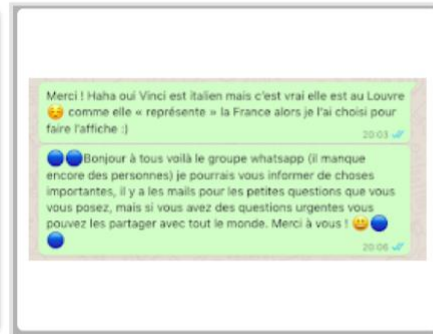 Merci ! Haha oui Vinci est italien mais c'est vrai elle est au Louvre
😌 comme elle « représente » la France alors je l'ai choisi pour
faire l'affiche :)
20:03
🔵🔵Bonjour à tous voilà le groupe whatsapp (il manque
encore des personnes) je pourrais vous informer de choses
importantes, il y a les mails pour les petites questions que vous
vous posez, mais si vous avez des questions urgentes vous
pouvez les partager avec tout le monde. Merci à vous ! 😀🔵
🔵
20:06